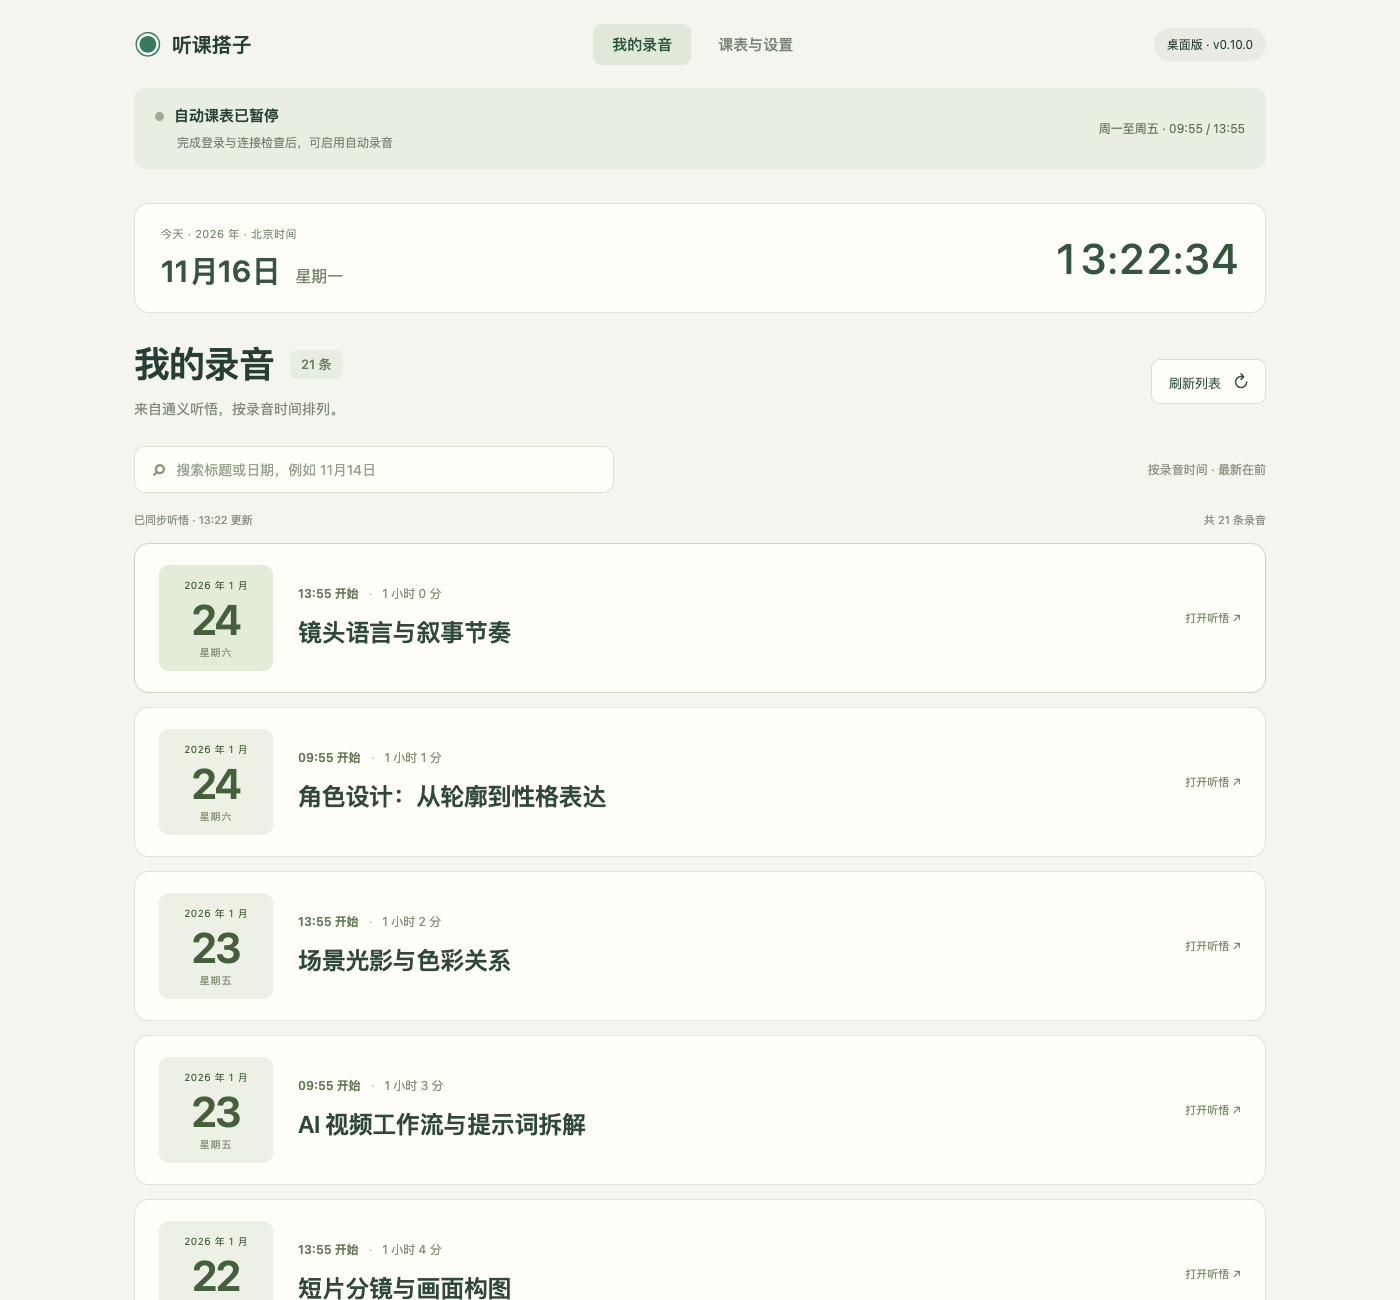 听课搭子
我的录音
课表与设置
桌面版 · v0.10.0
自动课表已暂停
完成登录与连接检查后，可启用自动录音
周一至周五 · 09:55 / 13:55
今天 · 2026 年 · 北京时间
11月16日 星期一
13:22:34
我的录音 21 条
来自通义听悟，按录音时间排列。
刷新列表
搜索标题或日期，例如 11月14日
按录音时间 · 最新在前
已同步听悟 · 13:22 更新
共 21 条录音
2026 年 1 月
24
星期六
13:55 开始 · 1 小时 0 分
镜头语言与叙事节奏
打开听悟 ↗
2026 年 1 月
24
星期六
09:55 开始 · 1 小时 1 分
角色设计：从轮廓到性格表达
打开听悟 ↗
2026 年 1 月
23
星期五
13:55 开始 · 1 小时 2 分
场景光影与色彩关系
打开听悟 ↗
2026 年 1 月
23
星期五
09:55 开始 · 1 小时 3 分
AI 视频工作流与提示词拆解
打开听悟 ↗
2026 年 1 月
22
13:55 开始 · 1 小时 4 分
短片分镜与画面构图
打开听悟 ↗